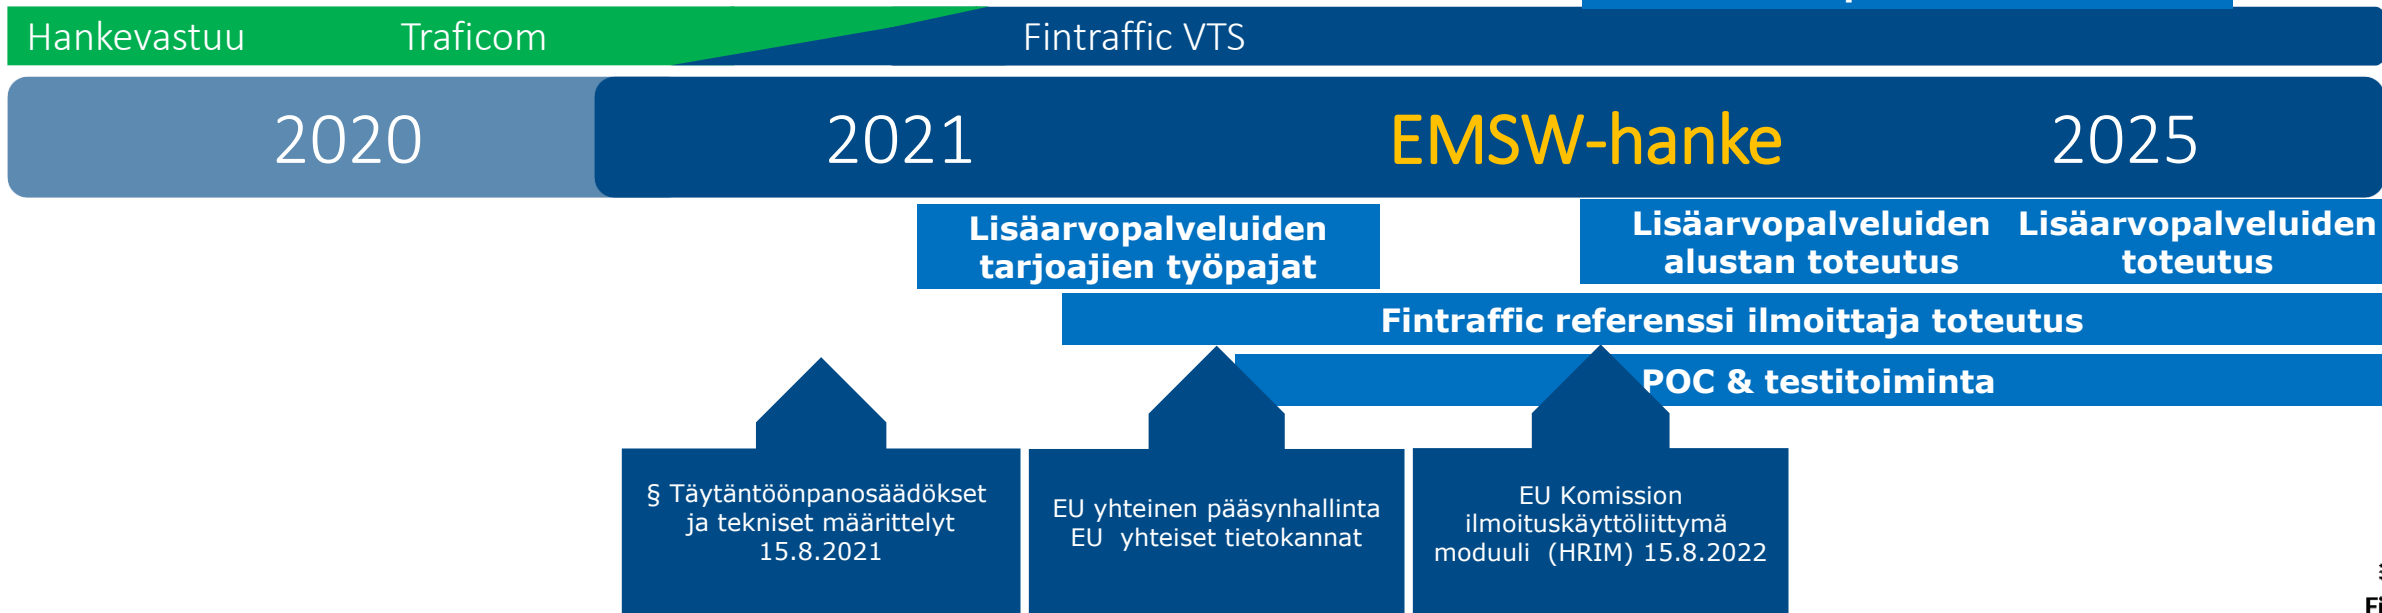 Hankevastuu
Traficom
Fintraffic VTS
2020
2021
EMSW-hanke
2025
Lisäarvopalveluiden
tarjoajien työpajat
Lisäarvopalveluiden
alustan toteutus
Lisäarvopalveluiden
toteutus
Fintraffic referenssi ilmoittaja toteutus
POC & testitoiminta
§ Täytäntöönpanosäädökset
ja tekniset määrittelyt
15.8.2021
EU yhteinen pääsynhallinta
EU yhteiset tietokannat
EU Komission
ilmoituskäyttöliittymä
moduuli (HRIM) 15.8.2022